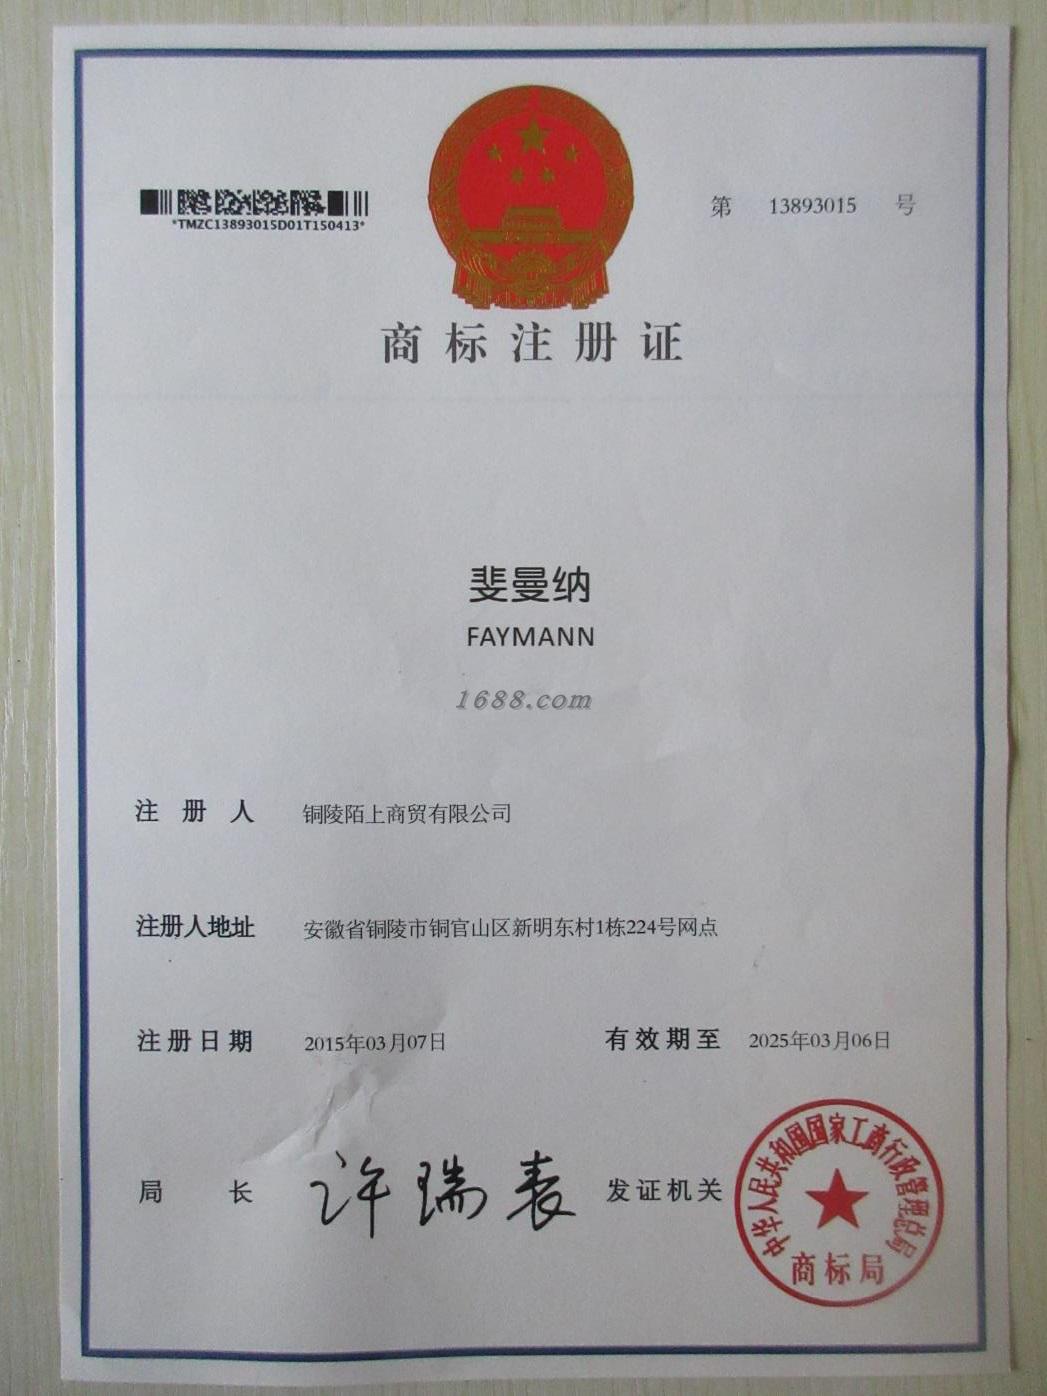 *TMZC13893015D01T150413*
第 13893015 号
商标注册证
斐曼纳
FAYMANN
1688.com
注册人 铜陵陌上商贸有限公司
注册人地址 安徽省铜陵市铜官山区新明东村1栋224号网点
注册日期 2015年03月07日 有效期至 2025年03月06日
局长 许瑞表 发证机关
中华人民共和国国家工商行政管理总局
商标局